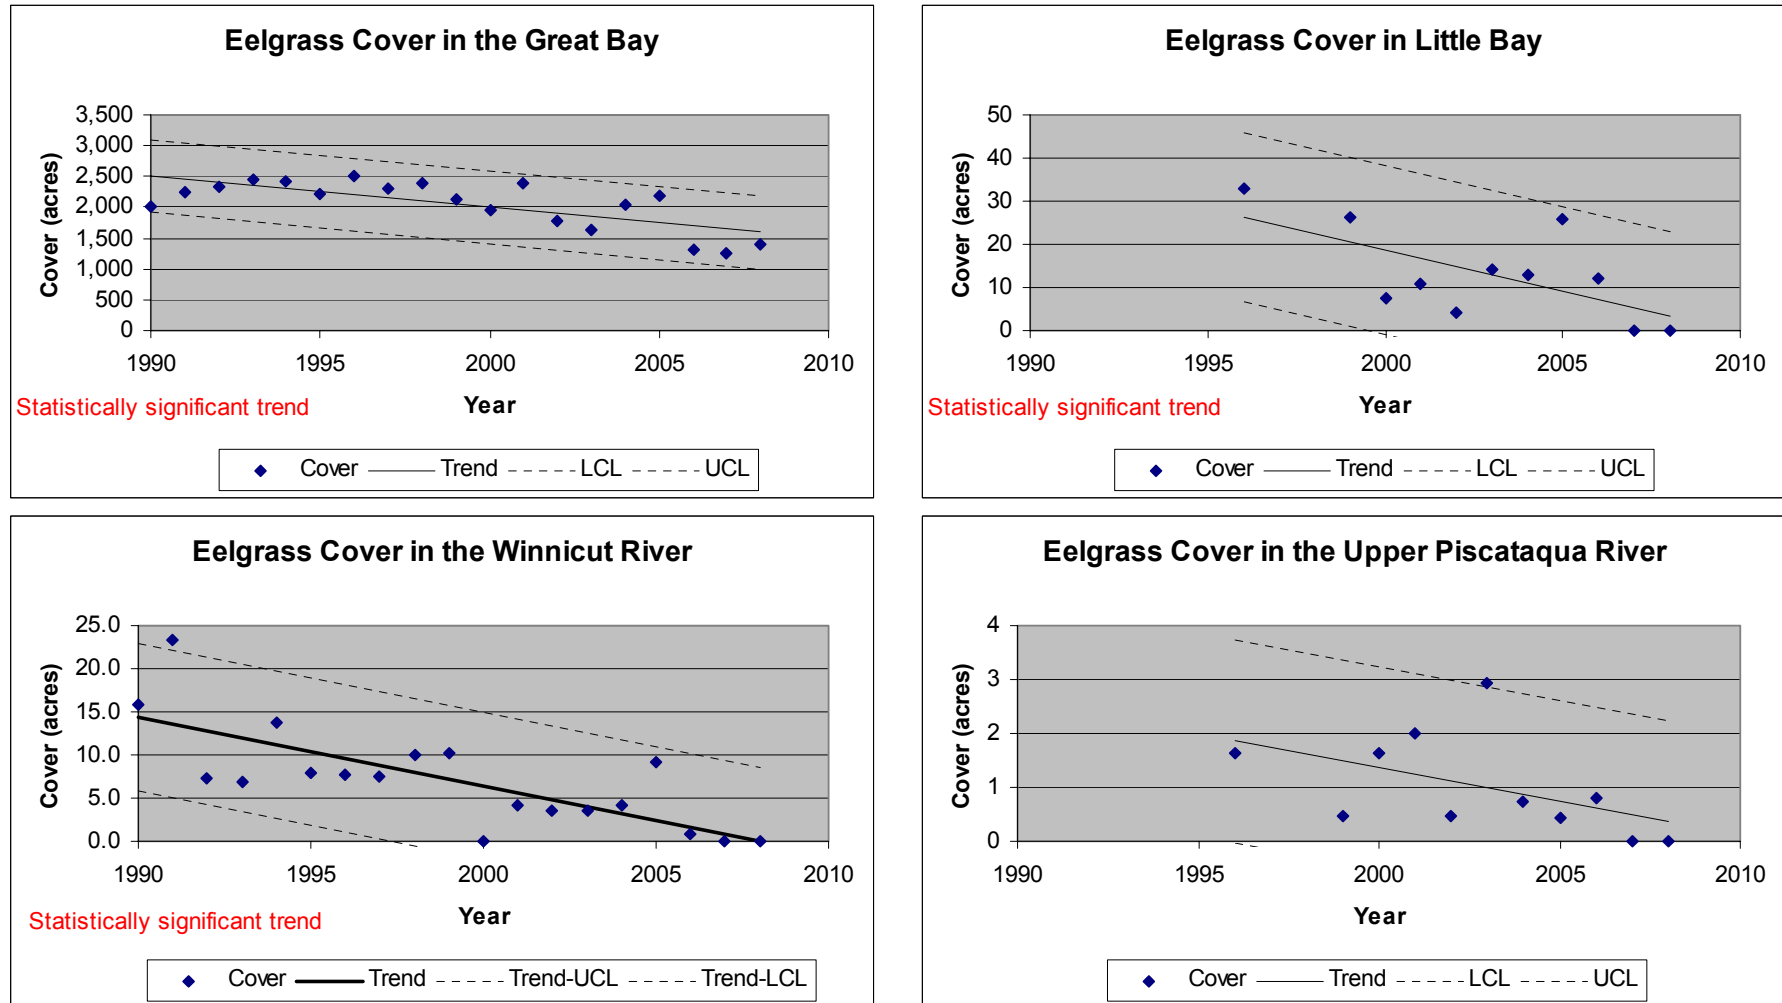 Eelgrass Cover in the Great Bay
3,500
3,000
2,500
2,000
1,500
1,000
500
0
Cover (acres)
1990 1995 2000 2005 2010
Year
Statistically significant trend
Cover Trend LCL UCL
Eelgrass Cover in Little Bay
50
40
30
20
10
0
Cover (acres)
1990 1995 2000 2005 2010
Year
Statistically significant trend
Cover Trend LCL UCL
Eelgrass Cover in the Winnicut River
25.0
20.0
15.0
10.0
5.0
0.0
Cover (acres)
1990 1995 2000 2005 2010
Year
Statistically significant trend
Cover Trend Trend-UCL Trend-LCL
Eelgrass Cover in the Upper Piscataqua River
4
3
2
1
0
Cover (acres)
1990 1995 2000 2005 2010
Year
Cover Trend LCL UCL